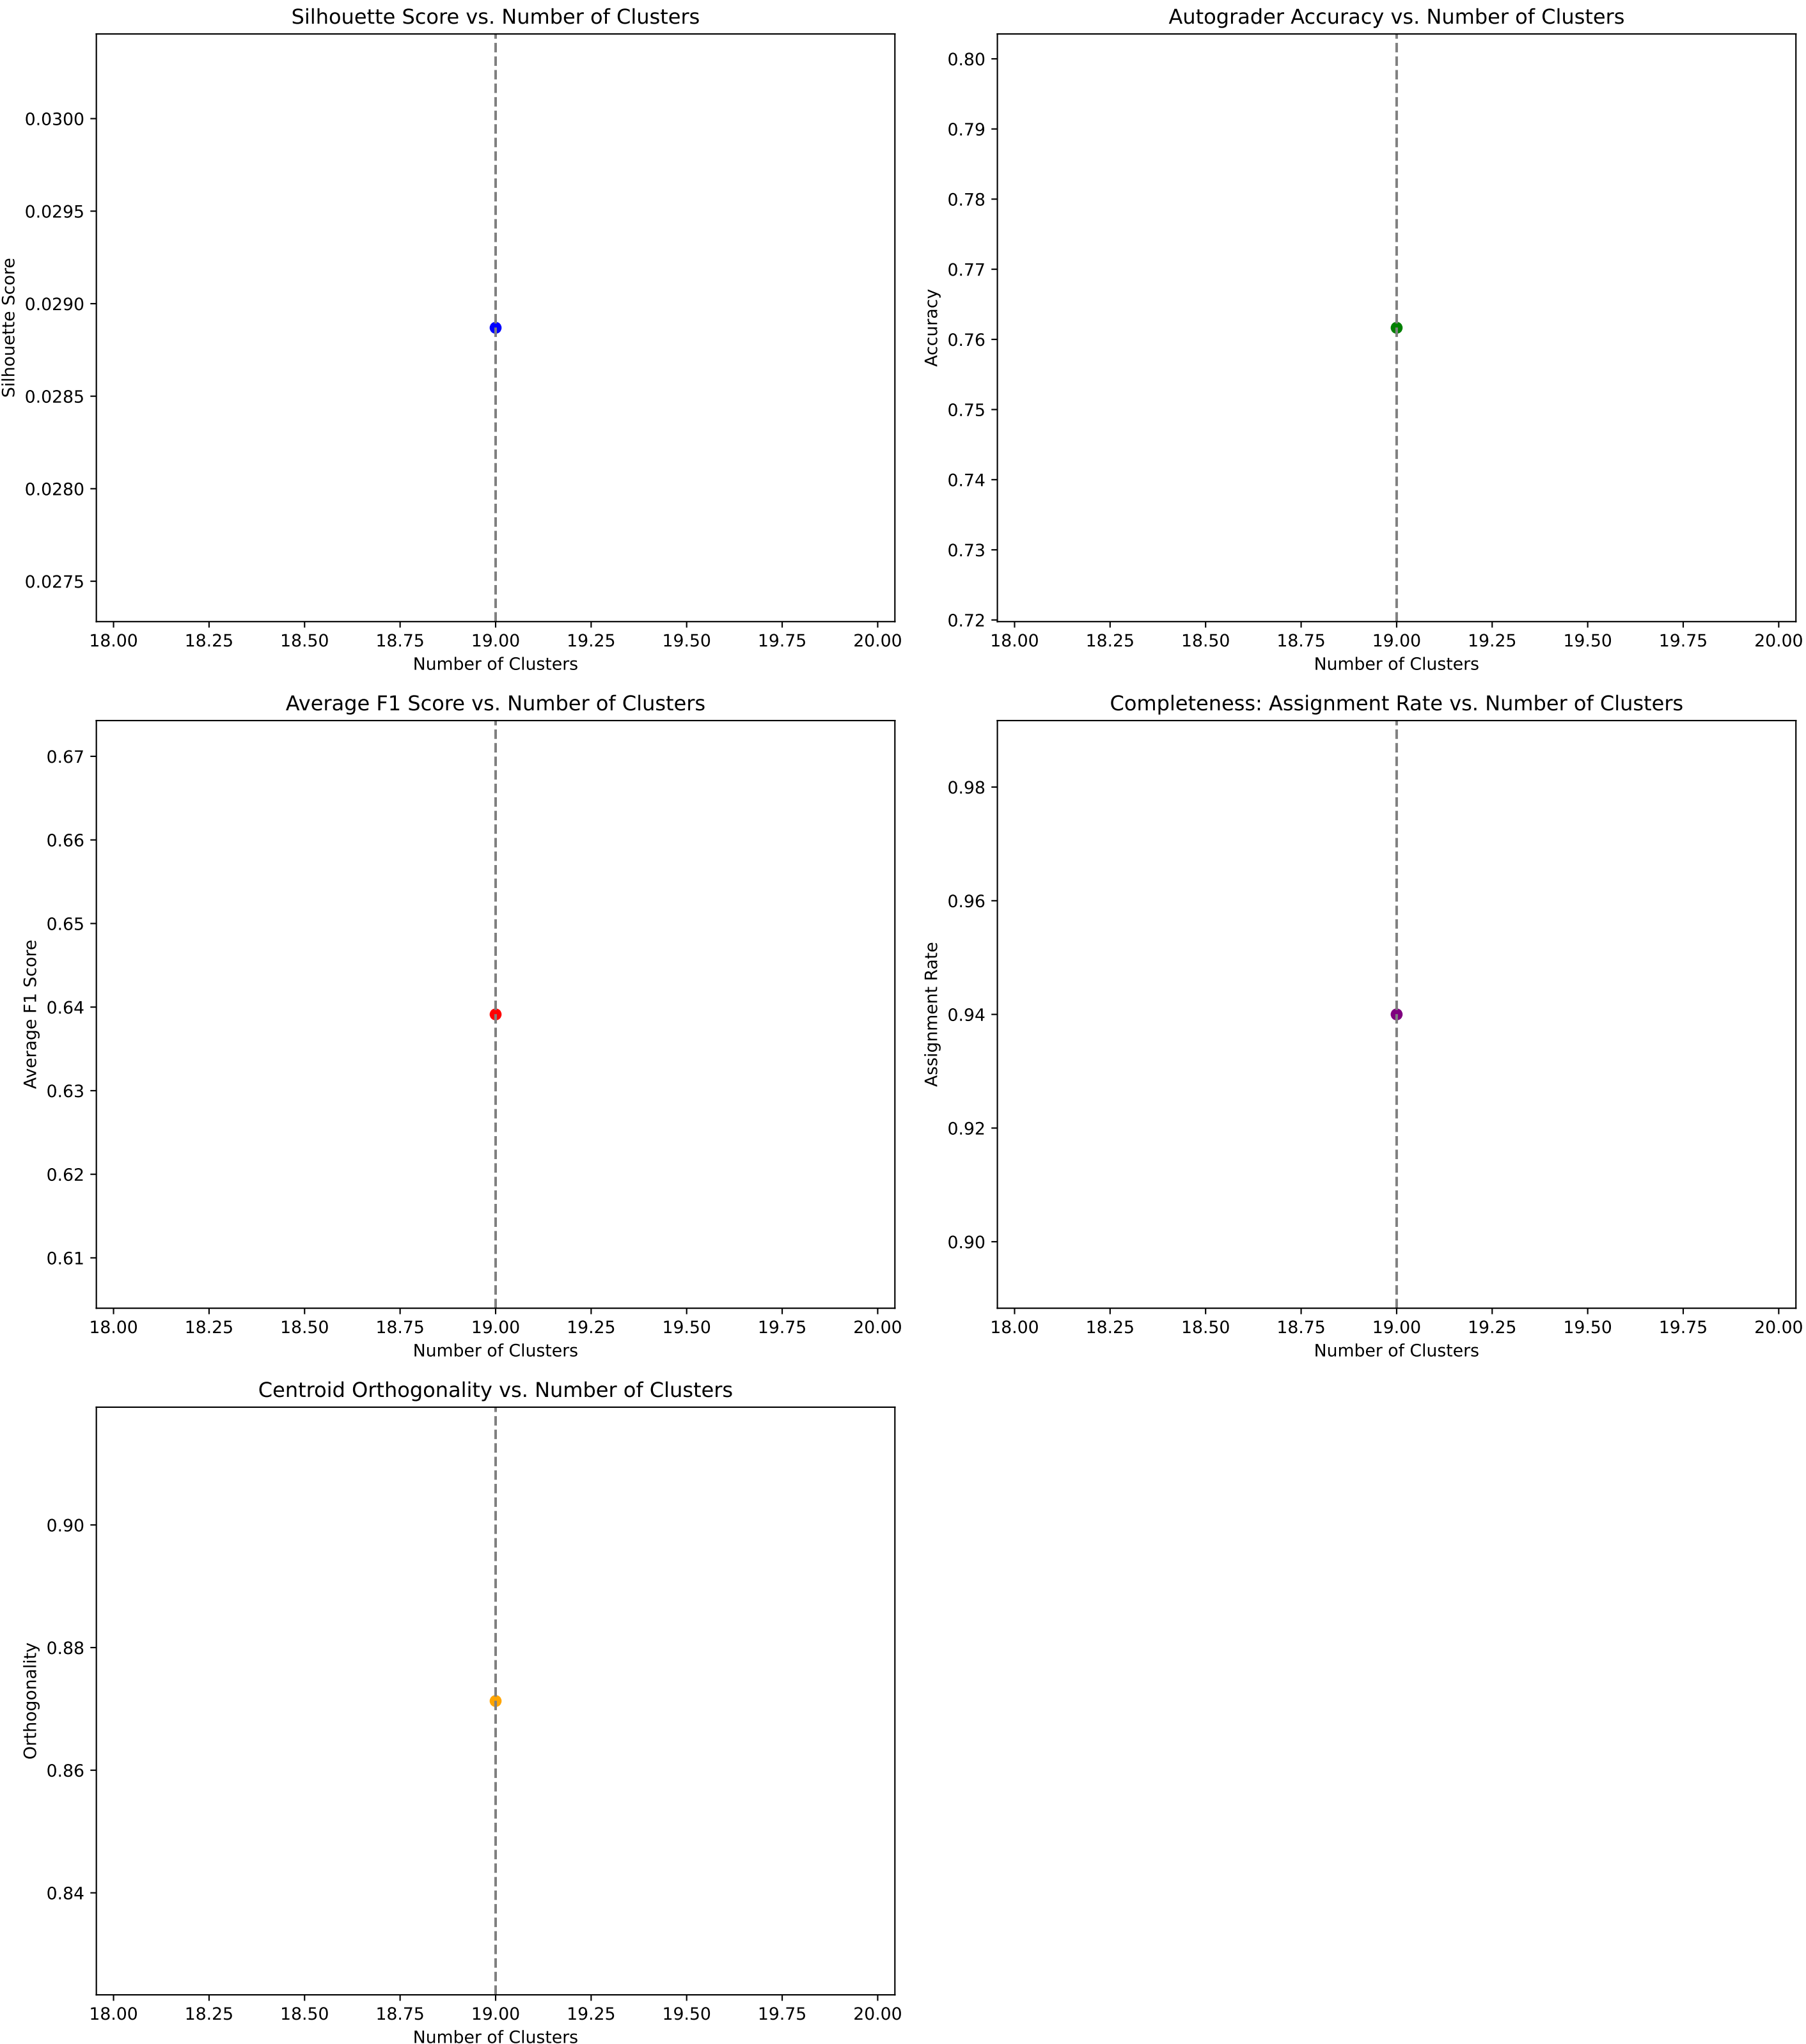 Silhouette Score vs. Number of Clusters
0.0300
0.0295
0.0290
0.0285
0.0280
0.0275
Silhouette Score
18.00 18.25 18.50 18.75 19.00 19.25 19.50 19.75 20.00
Number of Clusters
Autograder Accuracy vs. Number of Clusters
0.80
0.79
0.78
0.77
0.76
0.75
0.74
0.73
0.72
Accuracy
18.00 18.25 18.50 18.75 19.00 19.25 19.50 19.75 20.00
Number of Clusters
Average F1 Score vs. Number of Clusters
0.67
0.66
0.65
0.64
0.63
0.62
0.61
Average F1 Score
18.00 18.25 18.50 18.75 19.00 19.25 19.50 19.75 20.00
Number of Clusters
Completeness: Assignment Rate vs. Number of Clusters
0.98
0.96
0.94
0.92
0.90
Assignment Rate
18.00 18.25 18.50 18.75 19.00 19.25 19.50 19.75 20.00
Number of Clusters
Centroid Orthogonality vs. Number of Clusters
0.90
0.88
0.86
0.84
Orthogonality
18.00 18.25 18.50 18.75 19.00 19.25 19.50 19.75 20.00
Number of Clusters